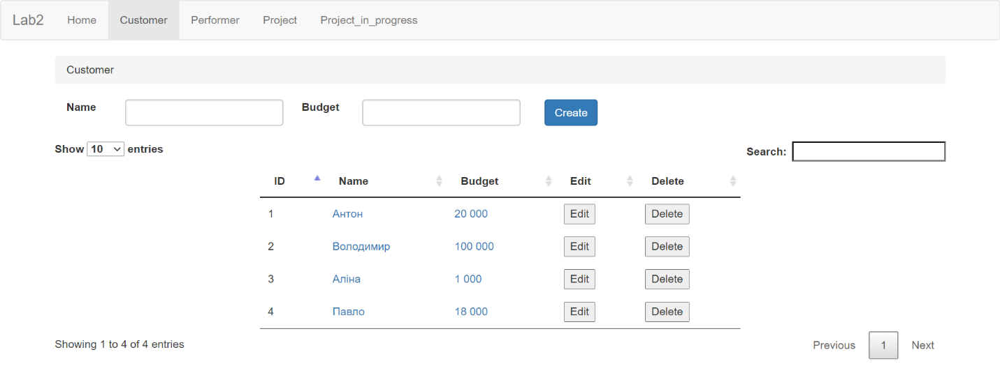 Lab2 Home Customer Performer Project Project_in_progress
Customer
Name Budget Create
Show 10 entries Search:
ID Name Budget Edit Delete
1 Антон 20 000 Edit Delete
2 Володимир 100 000 Edit Delete
3 Аліна 1 000 Edit Delete
4 Павло 18 000 Edit Delete
Showing 1 to 4 of 4 entries Previous 1 Next